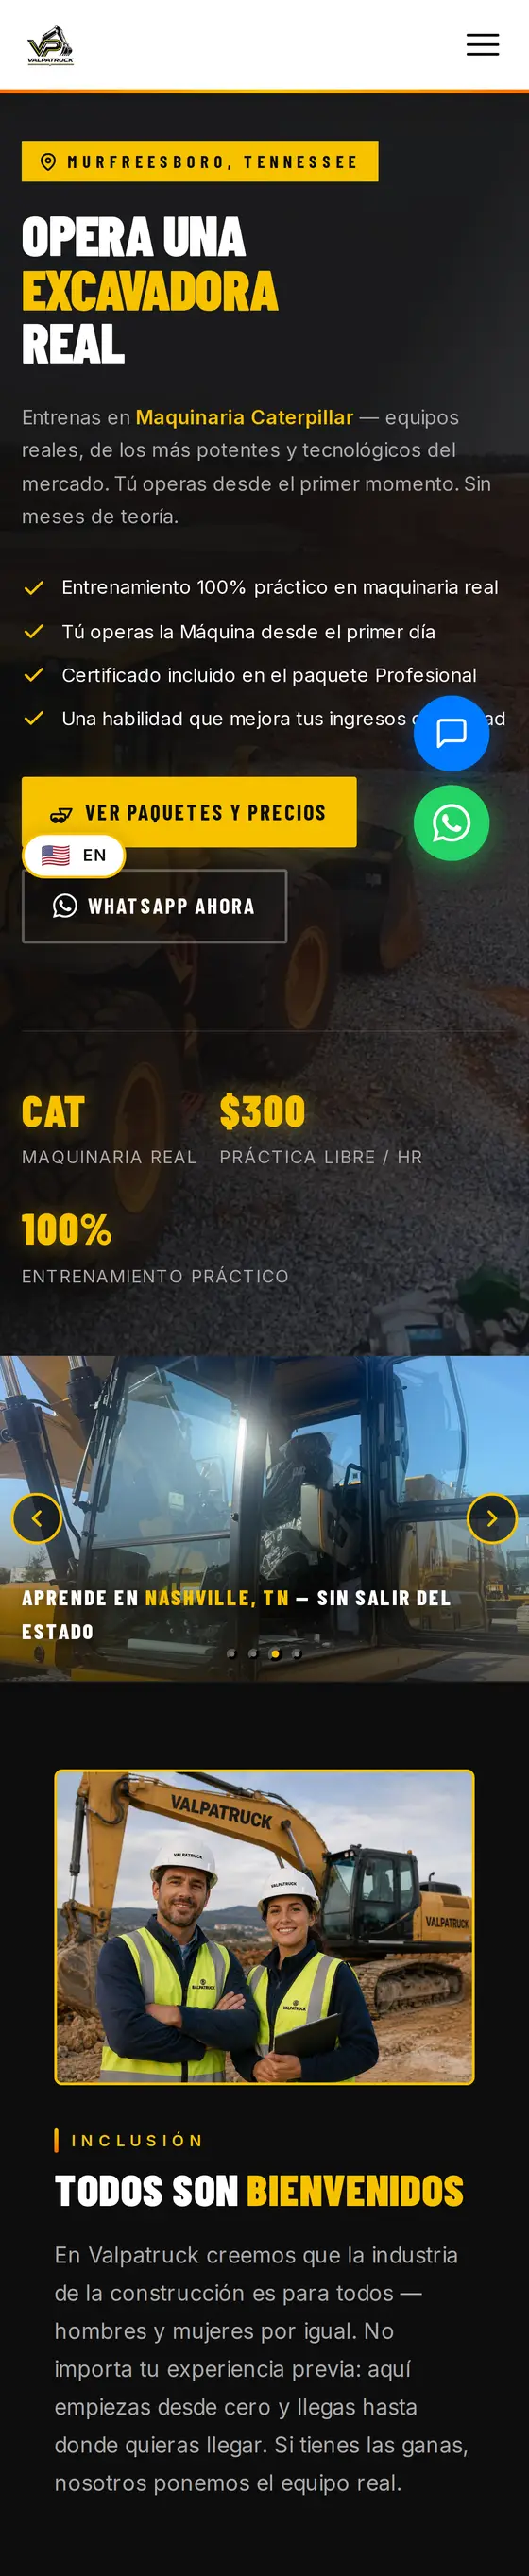 VALPATRUCK
MURFREESBORO, TENNESSEE
OPERA UNA
EXCAVADORA
REAL
Entrenas en Maquinaria Caterpillar — equipos
reales, de los más potentes y tecnológicos del
mercado. Tú operas desde el primer momento. Sin
meses de teoría.
Entrenamiento 100% práctico en maquinaria real
Tú operas la Máquina desde el primer día
Certificado incluido en el paquete Profesional
Una habilidad que mejora tus ingresos
VER PAQUETES Y PRECIOS
EN
WHATSAPP AHORA
CAT
$300
MAQUINARIA REAL
PRÁCTICA LIBRE / HR
100%
ENTRENAMIENTO PRÁCTICO
APRENDE EN NASHVILLE, TN — SIN SALIR DEL
ESTADO
VALPATRUCK
VALPATRUCK
VALPATRUCK
VALPATRUCK
VALPATRUCK
VALPATRUCK
INCLUSIÓN
TODOS SON BIENVENIDOS
En Valpatruck creemos que la industria
de la construcción es para todos —
hombres y mujeres por igual. No
importa tu experiencia previa: aquí
empiezas desde cero y llegas hasta
donde quieras llegar. Si tienes las ganas,
nosotros ponemos el equipo real.